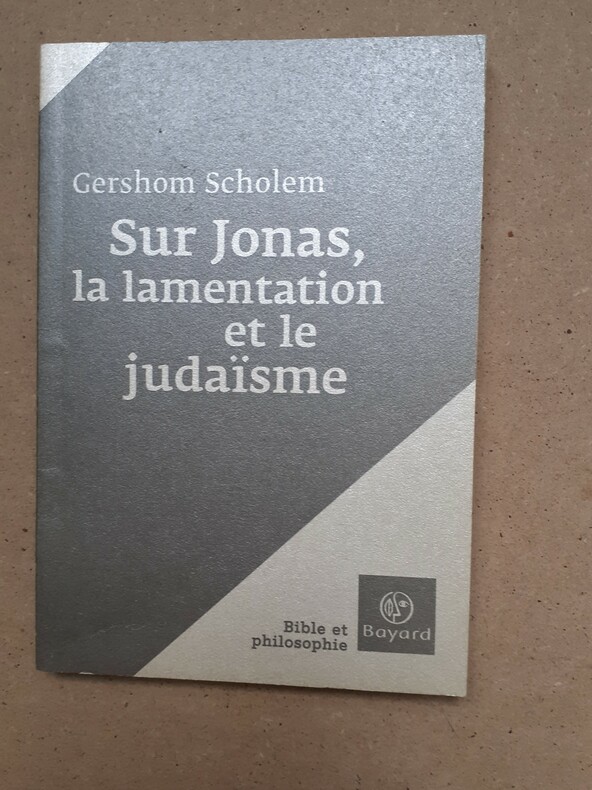 Gershom Scholem
Sur Jonas,
la lamentation
et le
judaïsme
Bible et
philosophie
Bayard